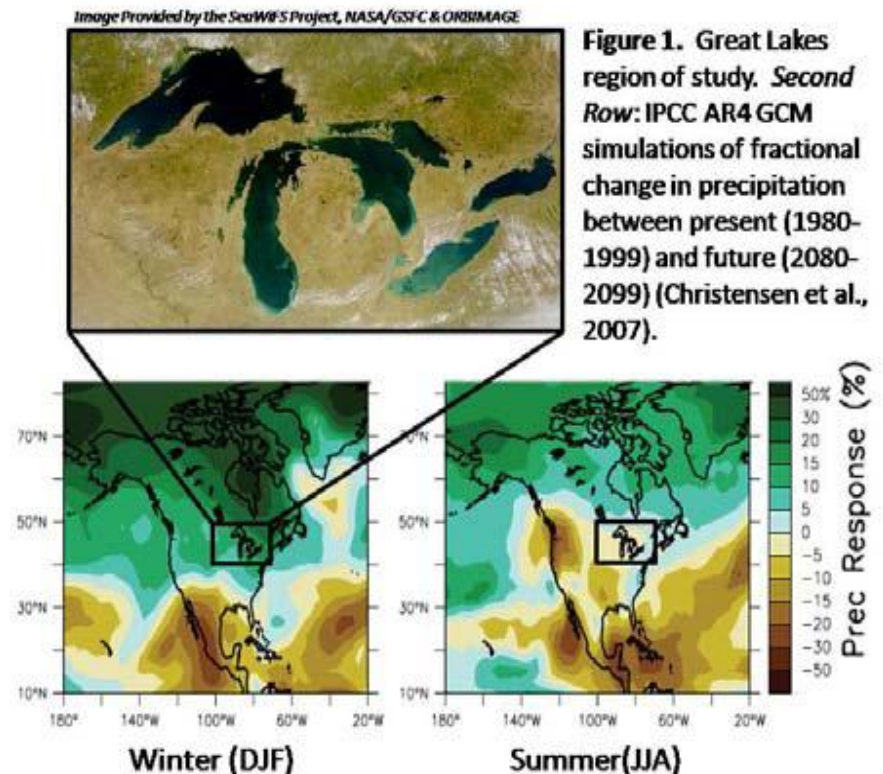 Image Provided by the SeaWiFS Project, NASA/GSFC & ORBIMAGE
Figure 1. Great Lakes
region of study. Second
Row: IPCC AR4 GCM
simulations of fractional
change in precipitation
between present (1980-
1999) and future (2080-
2099) (Christensen et al.,
2007).
70°N
50°N
30°N
10°N
180° 140°W 100°W 60°W 20°W
Winter (DJF)
70°N
50°N
30°N
10°N
180° 140°W 100°W 60°W 20°W
Summer(JJA)
50%
30
20
15
10
5
0
-5
-10
-15
-20
-30
-50
Prec Response (%)